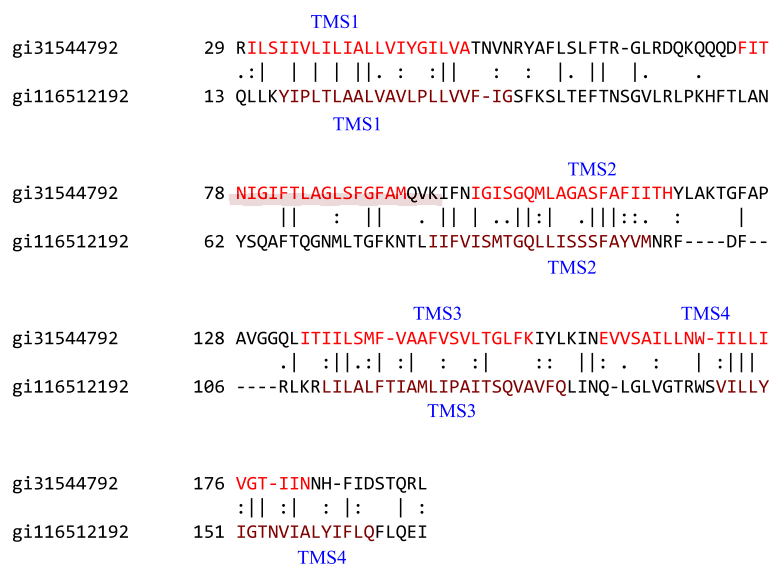 TMS1
gi31544792 29 RILSIIVLILIALLVIYGILVATNVNRYAFLSLFTR-GLRDQKQQQDFIT
.:| | | | ||. : :|| : : |. || |. .
gi116512192 13 QLLKYIPLTLAALVAVLPLLVVF-IGSFKSLTEFTNSGVLRLPKHFTLAN
TMS1
TMS2
gi31544792 78 NIGIFTLAGLSFGFAMQVKIFNIGISGQMLAGASFAFIITHYLAKTGFAP
|| : || . || | ..||:| .|||::. : |
gi116512192 62 YSQAFTQGNMLTGFKNTLIIFVISMTGQLLISSSFAYVMNRF----DF--
TMS2
TMS3
TMS4
gi31544792 128 AVGGQLITIILSMF-VAAFVSVLTGLFKIYLKINEVVSAILLNW-IILLI
.| :||.:| | | : |: :: ||: . : | :|||
gi116512192 106 ----RLKRLILALFTIAMLIPAITSQVAVFQLINQ-LGLVGTRWSVILLY
TMS3
gi31544792 176 VGT-IINNH-FIDSTQRL
:|| :| : | : | :
gi116512192 151 IGTNVIALYIFLQFLQEI
TMS4